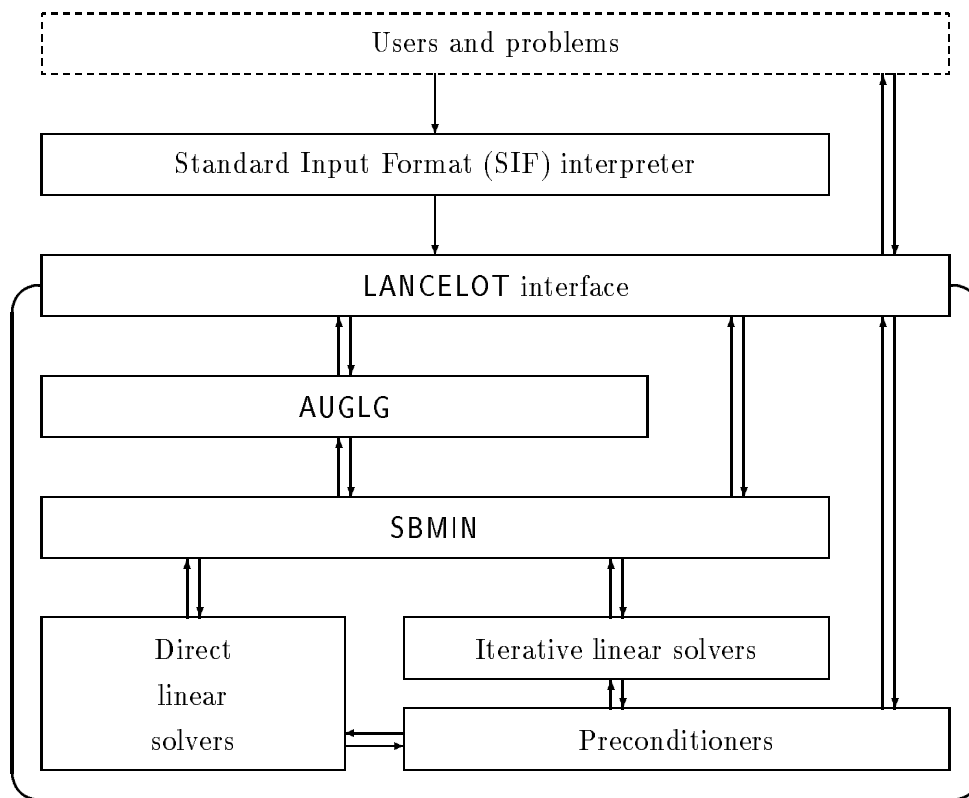 Users and problems
Standard Input Format (SIF) interpreter
LANCELOT interface
AUGLG
SBMIN
Direct
linear
solvers
Iterative linear solvers
Preconditioners